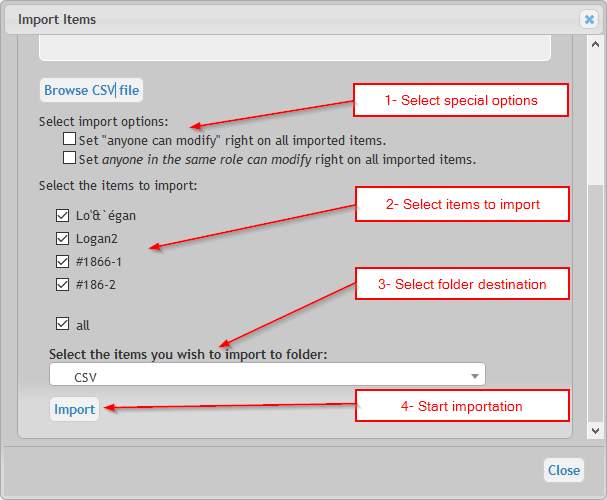 Import Items
Browse CSV file
1- Select special options
Select import options:
Set "anyone can modify" right on all imported items.
Set anyone in the same role can modify right on all imported items.
Select the items to import:
2- Select items to import
Lo'&`égan
Logan2
#1866-1
#186-2
3- Select folder destination
all
Select the items you wish to import to folder:
CSV
Import
4- Start importation
Close